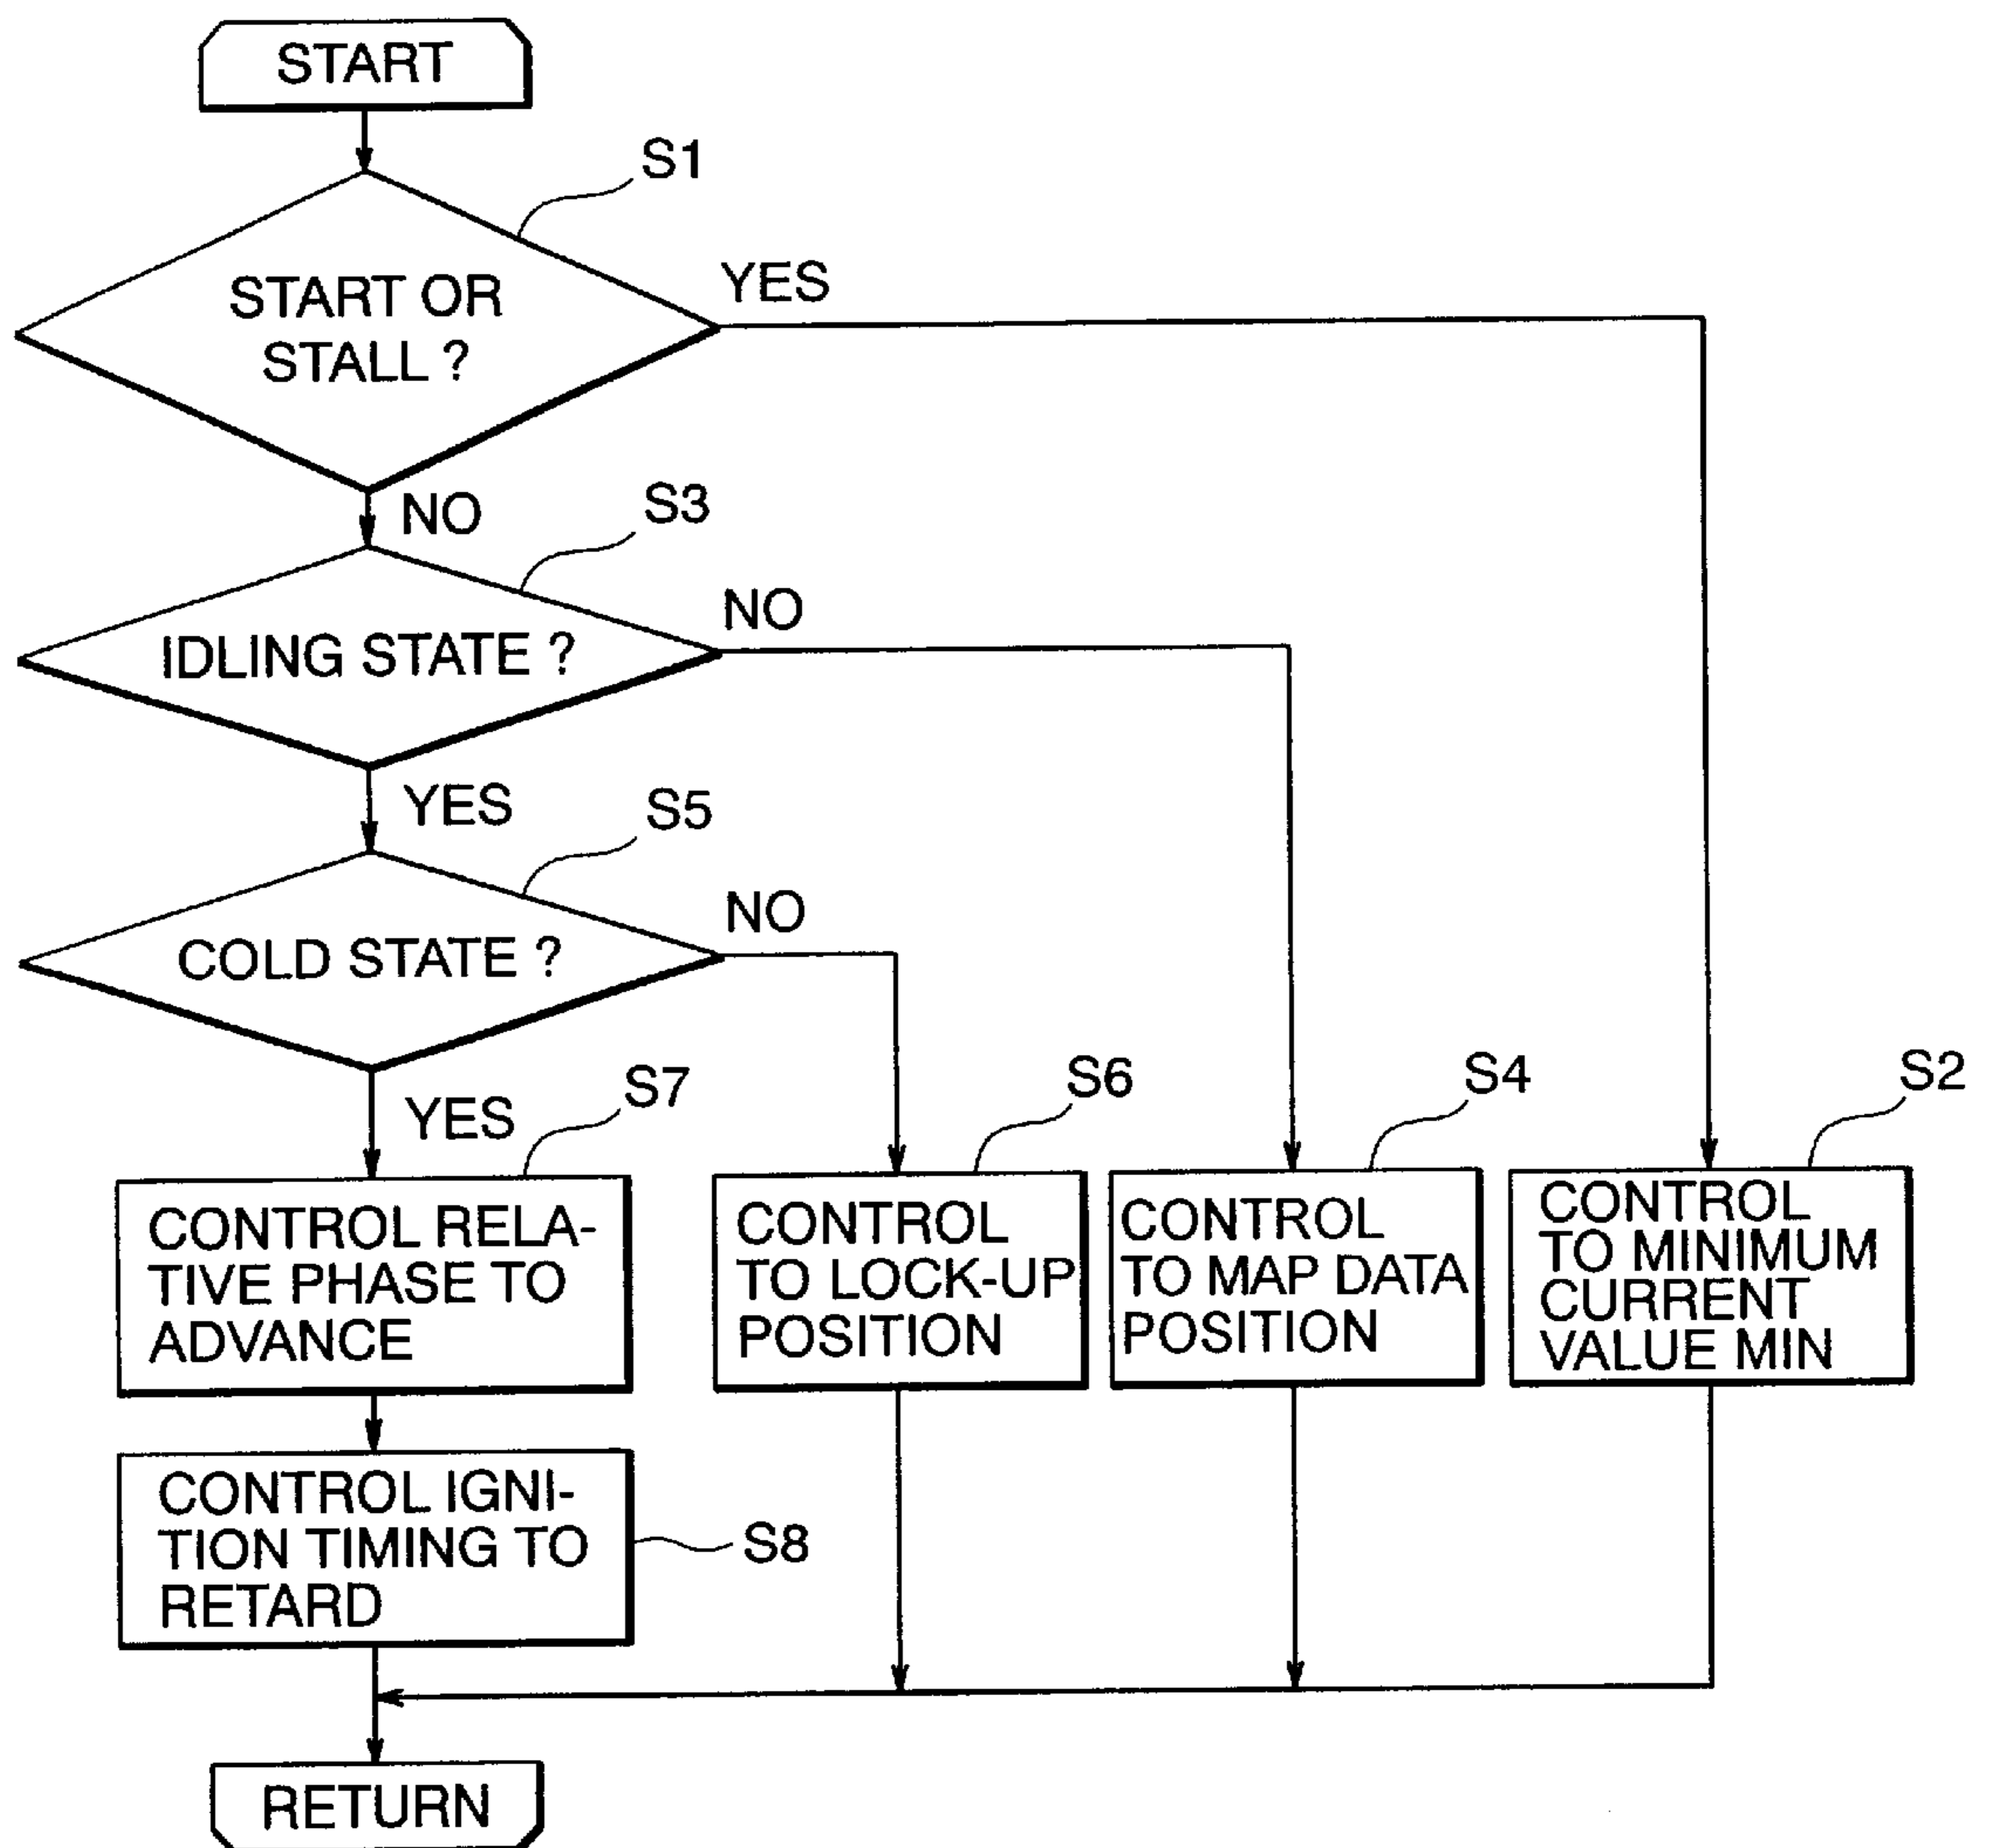 START
S1
START OR
STALL ?
YES
NO
S3
IDLING STATE ?
NO
YES
S5
COLD STATE ?
NO
YES
S7
CONTROL RELA-
TIVE PHASE TO
ADVANCE
S6
CONTROL
TO LOCK-UP
POSITION
S4
CONTROL
TO MAP DATA
POSITION
S2
CONTROL
TO MINIMUM
CURRENT
VALUE MIN
CONTROL IGNI-
TION TIMING TO
RETARD
S8
RETURN